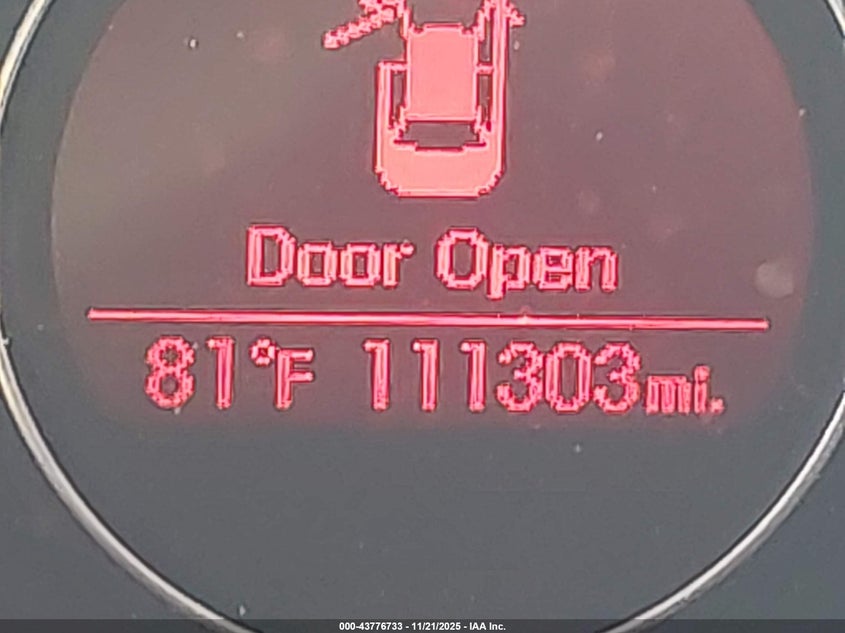 Door Open
81°F 111303mi.
000-43776733 - 11/21/2025 - IAA Inc.